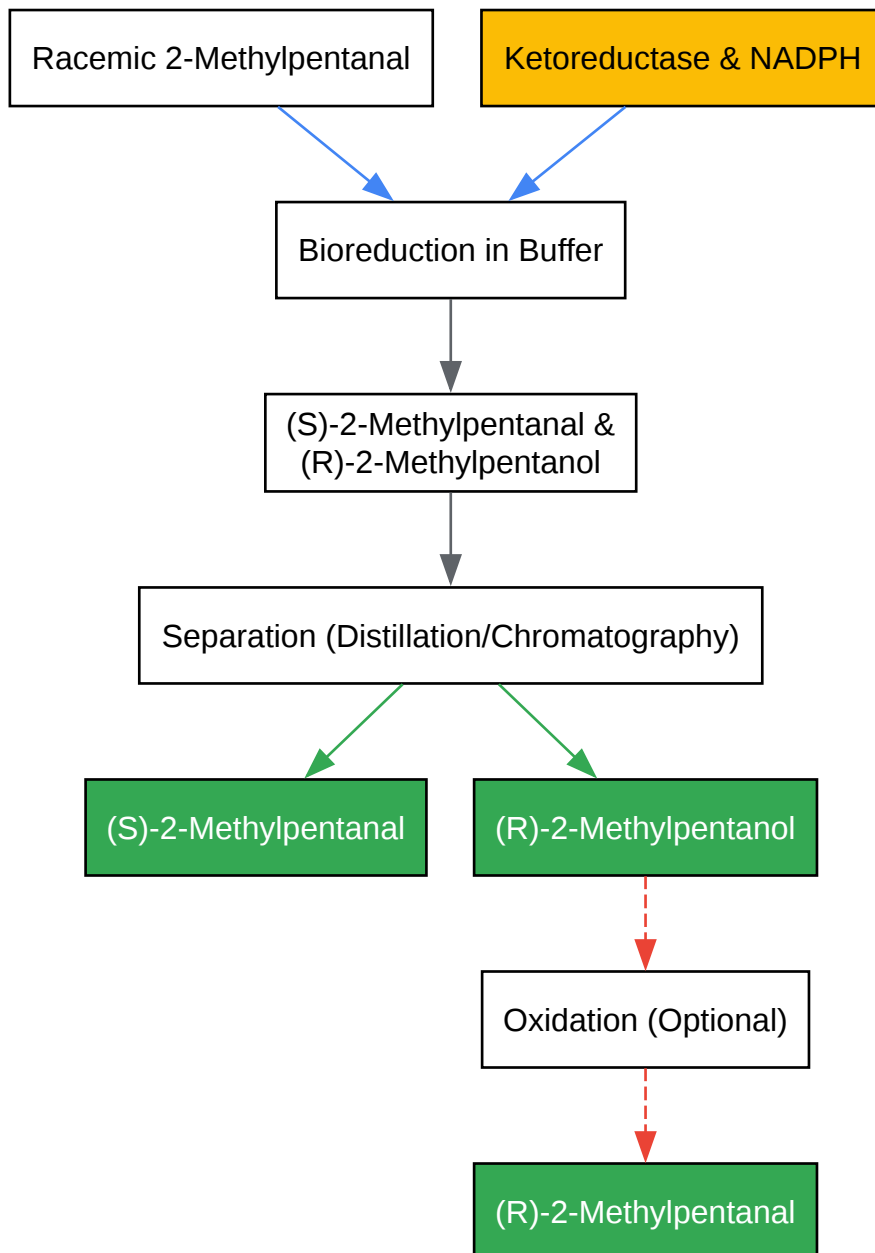 Racemic 2-Methylpentanal
Ketoreductase & NADPH
Bioreduction in Buffer
(S)-2-Methylpentanal &
(R)-2-Methylpentanol
Separation (Distillation/Chromatography)
(S)-2-Methylpentanal
(R)-2-Methylpentanol
Oxidation (Optional)
(R)-2-Methylpentanal